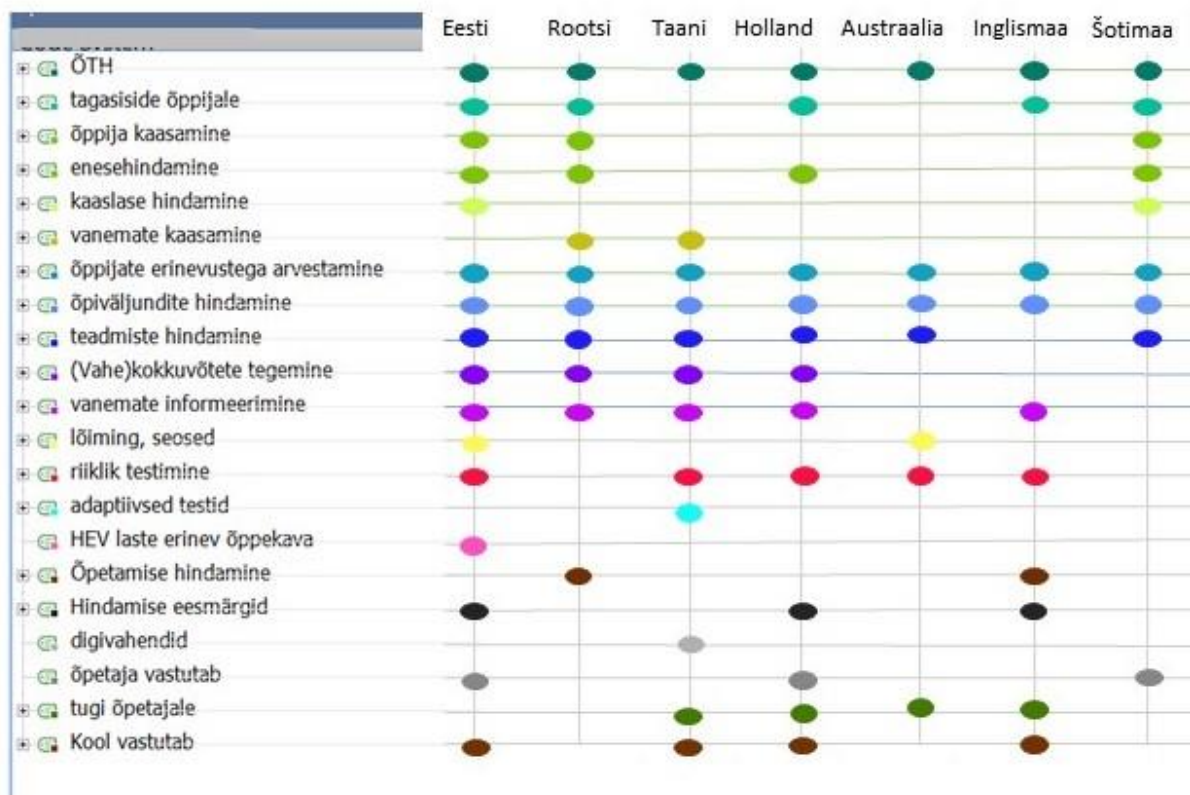 Eesti Rootsi Taani Holland Austraalia Inglismaa Šotimaa
ÕTH
tagasiside õppijale
õppija kaasamine
enesehindamine
kaaslase hindamine
vanemate kaasamine
õppijate erinevustega arvestamine
õpiväljundite hindamine
teadmiste hindamine
(Vahe)kokkuvõtete tegemine
vanemate informeerimine
lõiming, seosed
riiklik testimine
adaptiivsed testid
HEV laste erinev õppekava
Õpetamise hindamine
Hindamise eesmärgid
digivahendid
õpetaja vastutab
tugi õpetajale
Kool vastutab